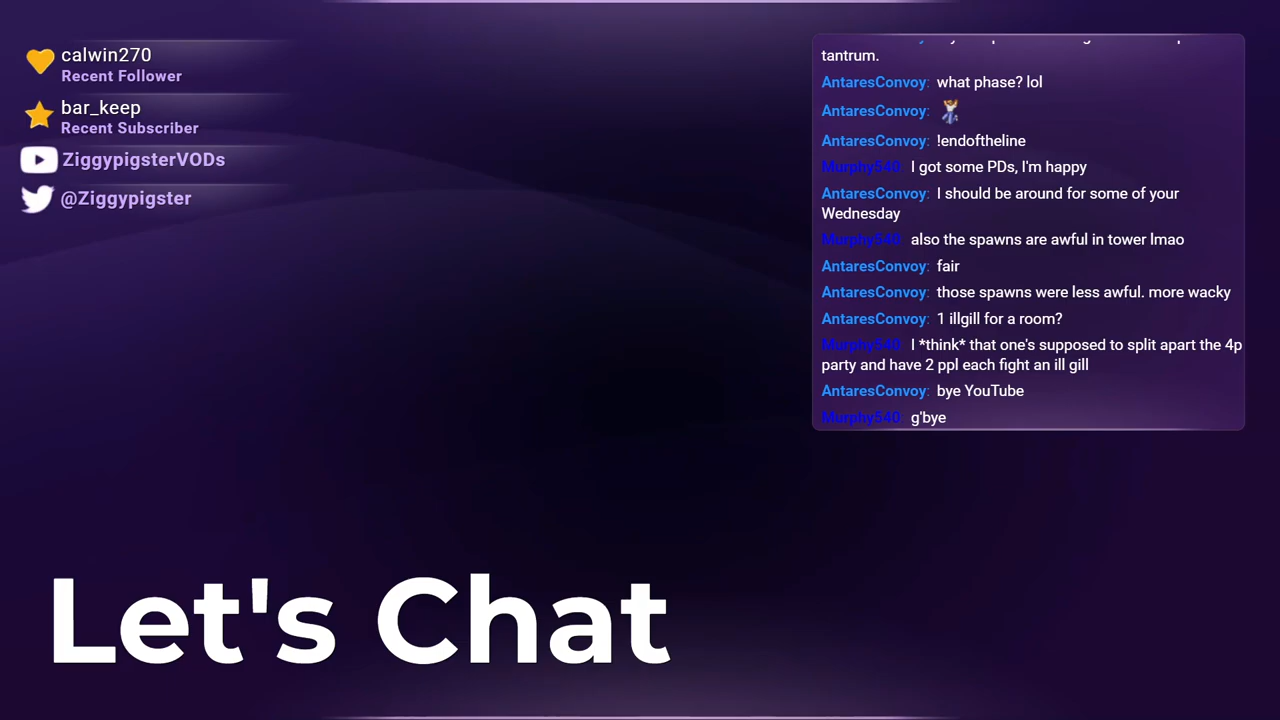 calwin270
Recent Follower
bar_keep
Recent Subscriber
ZiggypigsterVODs
@Ziggypigster
tantrum.
AntaresConvoy: what phase? lol
AntaresConvoy:
AntaresConvoy: !endoftheline
Murphy540: I got some PDs, I'm happy
AntaresConvoy: I should be around for some of your
Wednesday
Murphy540: also the spawns are awful in tower lmao
AntaresConvoy: fair
AntaresConvoy: those spawns were less awful. more wacky
AntaresConvoy: 1 illgill for a room?
Murphy540: I *think* that one's supposed to split apart the 4p
party and have 2 ppl each fight an ill gill
AntaresConvoy: bye YouTube
Murphy540: g'bye
Let's Chat